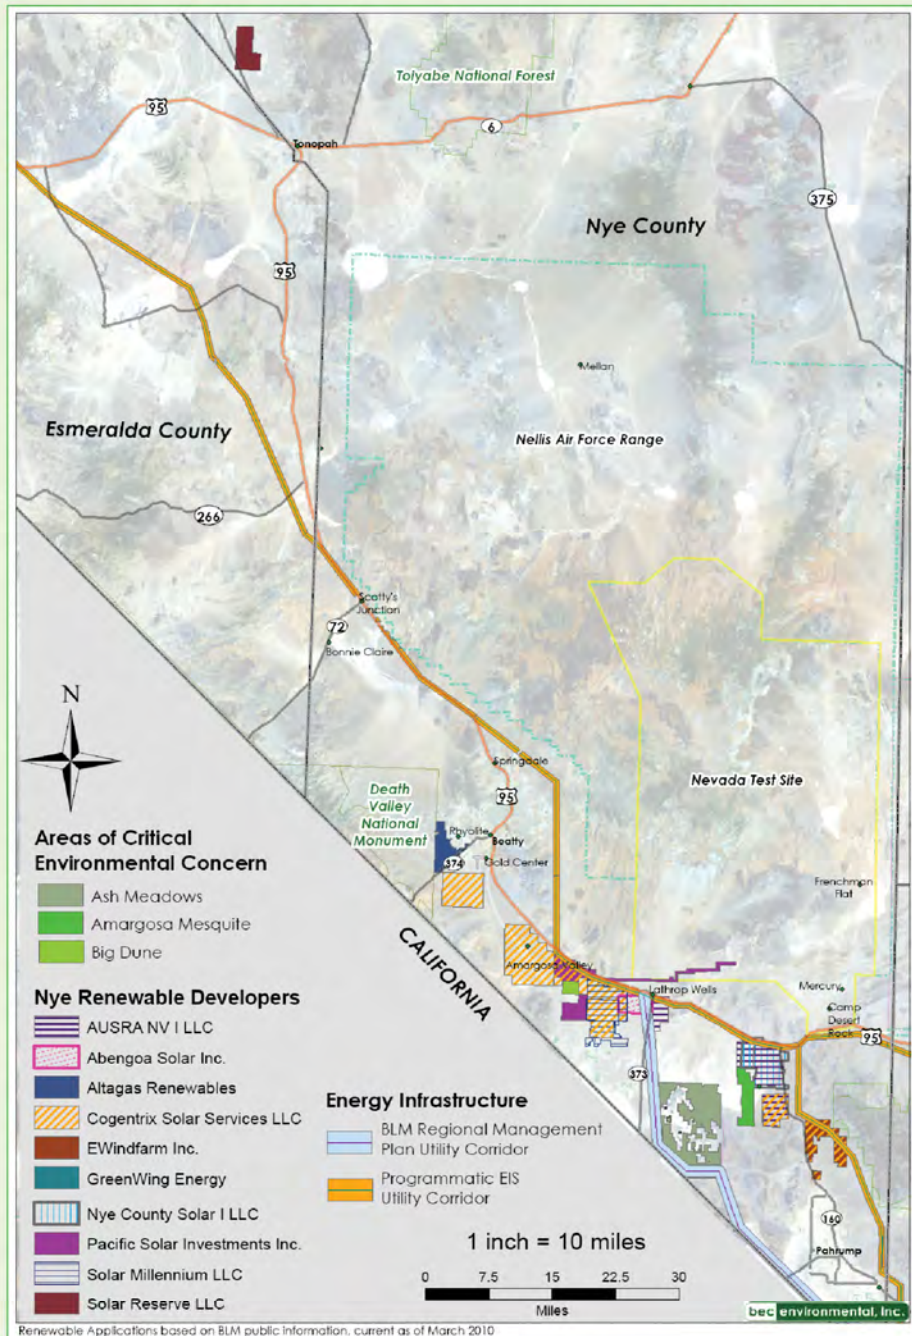 Tolyabe National Forest
95
6
Tonopah
375
Nye County
95
Mellan
Esmeralda County
Nellis Air Force Range
266
Scotty's
Junction
72
Bonnie Claire
N
Springdale
Nevada Test Site
95
Death
Valley
National
Monument
Rhyolite
Beatty
374
Gold Center
Frenchman
Flat
CALIFORNIA
Amargosa Valley
Lathrop Wells
Mercury
Camp
Desert
Rock
95
373
160
Pahrump
Areas of Critical
Environmental Concern
Ash Meadows
Amargosa Mesquite
Big Dune
Nye Renewable Developers
AUSRA NV I LLC
Abengoa Solar Inc.
Altagas Renewables
Cogentrix Solar Services LLC
EWindfarm Inc.
GreenWing Energy
Nye County Solar I LLC
Pacific Solar Investments Inc.
Solar Millennium LLC
Solar Reserve LLC
Energy Infrastructure
BLM Regional Management
Plan Utility Corridor
Programmatic EIS
Utility Corridor
1 inch = 10 miles
0 7.5 15 22.5 30
Miles
bec environmental, Inc.
Renewable Applications based on BLM public information, current as of March 2010